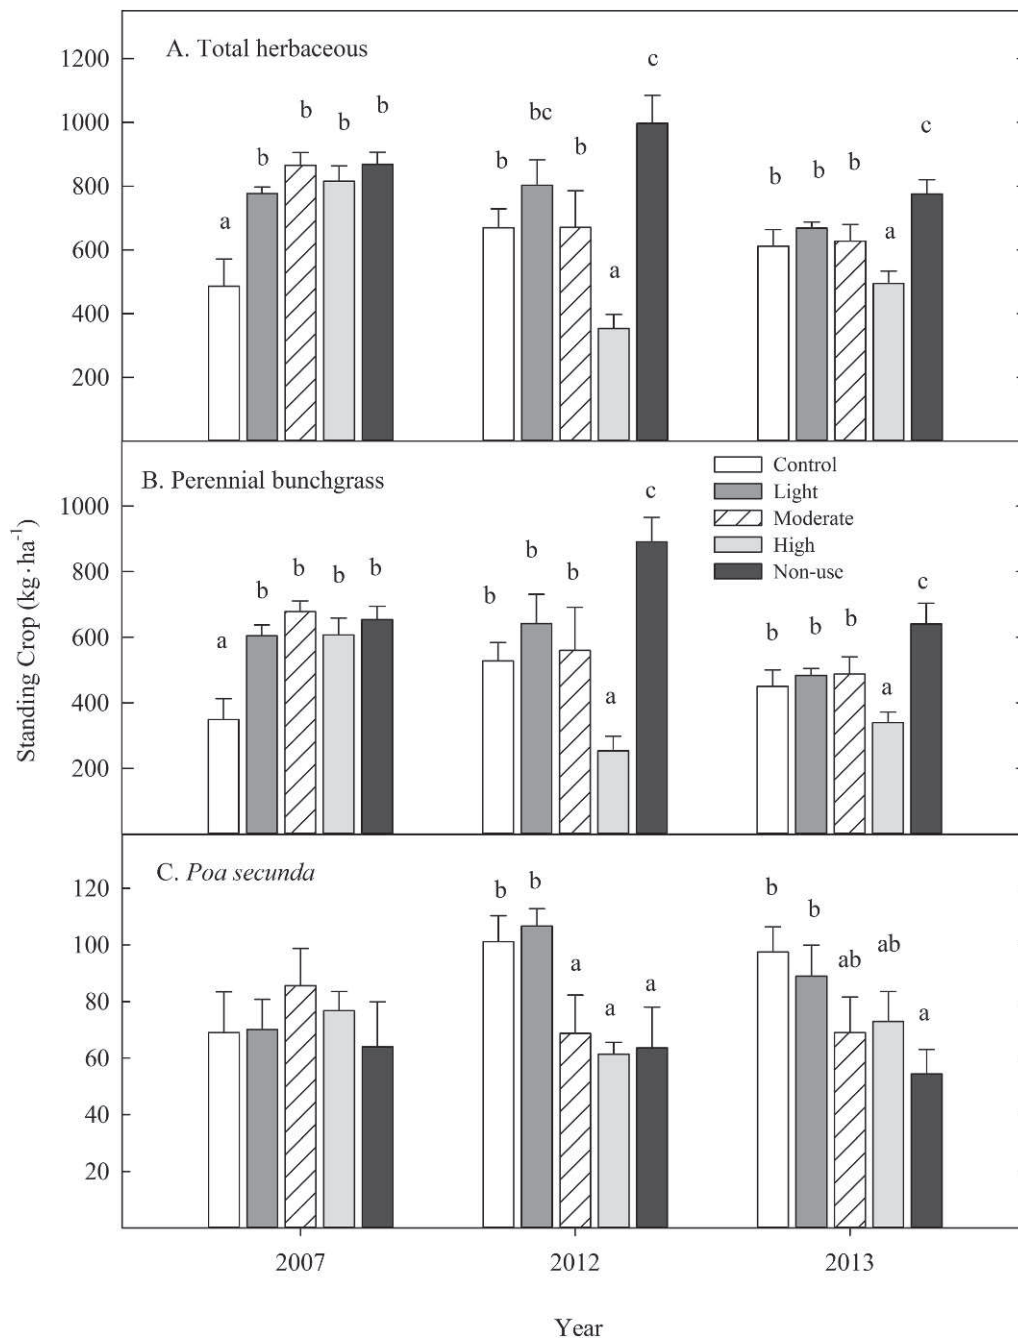 A. Total herbaceous
1200
1000
800
600
400
200
a b b b b
b bc b a c
b b b a c
B. Perennial bunchgrass
Control
Light
Moderate
High
Non-use
1000
800
600
400
200
a b b b b
b b b a c
b b b a c
Standing Crop (kg·ha⁻¹)
C. Poa secunda
120
100
80
60
40
20
b b a a a
b b ab ab a
2007 2012 2013
Year